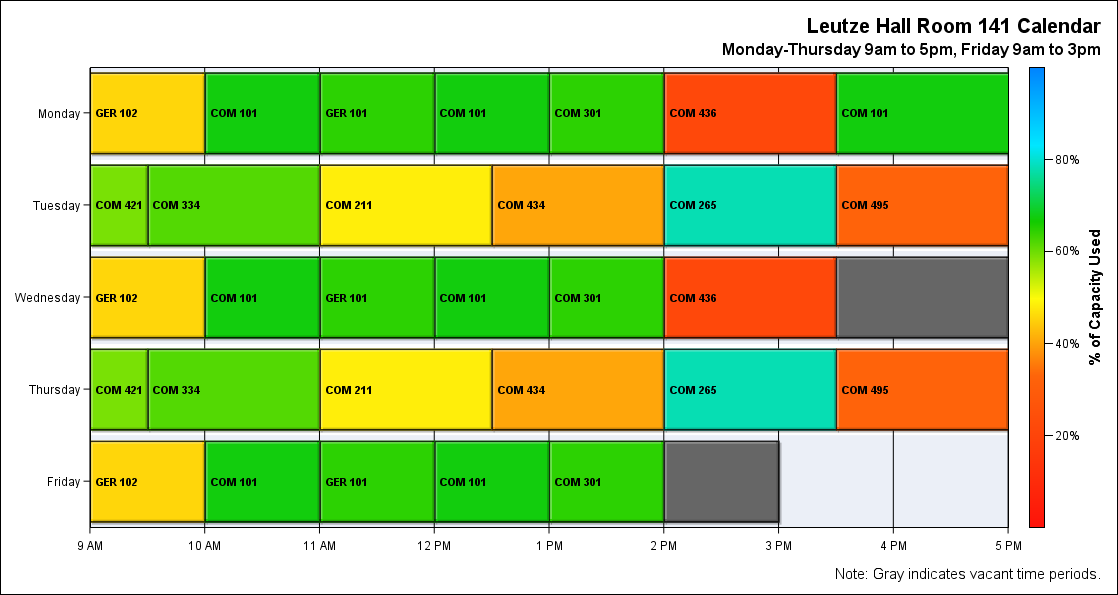 Leutze Hall Room 141 Calendar
Monday-Thursday 9am to 5pm, Friday 9am to 3pm
Monday GER 102 COM 101 GER 101 COM 101 COM 301 COM 436 COM 101
Tuesday COM 421 COM 334 COM 211 COM 434 COM 265 COM 495
Wednesday GER 102 COM 101 GER 101 COM 101 COM 301 COM 436
Thursday COM 421 COM 334 COM 211 COM 434 COM 265 COM 495
Friday GER 102 COM 101 GER 101 COM 101 COM 301
9 AM 10 AM 11 AM 12 PM 1 PM 2 PM 3 PM 4 PM 5 PM
80%
60%
40%
20%
% of Capacity Used
Note: Gray indicates vacant time periods.